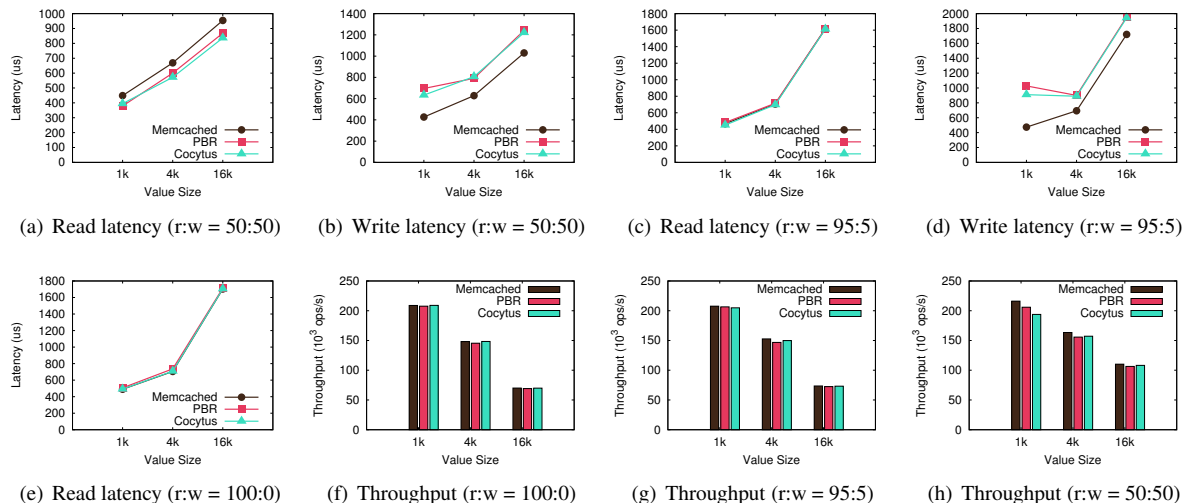 1000
900
800
700
600
500
400
300
200
100
0
Latency (us)
1k 4k 16k
Value Size
Memcached
PBR
Cocytus
(a) Read latency (r:w = 50:50)
1400
1200
1000
800
600
400
200
0
Latency (us)
1k 4k 16k
Value Size
Memcached
PBR
Cocytus
(b) Write latency (r:w = 50:50)
1800
1600
1400
1200
1000
800
600
400
200
0
Latency (us)
1k 4k 16k
Value Size
Memcached
PBR
Cocytus
(c) Read latency (r:w = 95:5)
2000
1800
1600
1400
1200
1000
800
600
400
200
0
Latency (us)
1k 4k 16k
Value Size
Memcached
PBR
Cocytus
(d) Write latency (r:w = 95:5)
1800
1600
1400
1200
1000
800
600
400
200
0
Latency (us)
1k 4k 16k
Value Size
Memcached
PBR
Cocytus
(e) Read latency (r:w = 100:0)
250
200
150
100
50
0
Throughput (10³ ops/s)
1k 4k 16k
Value Size
Memcached
PBR
Cocytus
(f) Throughput (r:w = 100:0)
250
200
150
100
50
0
Throughput (10³ ops/s)
1k 4k 16k
Value Size
Memcached
PBR
Cocytus
(g) Throughput (r:w = 95:5)
250
200
150
100
50
0
Throughput (10³ ops/s)
1k 4k 16k
Value Size
Memcached
PBR
Cocytus
(h) Throughput (r:w = 50:50)